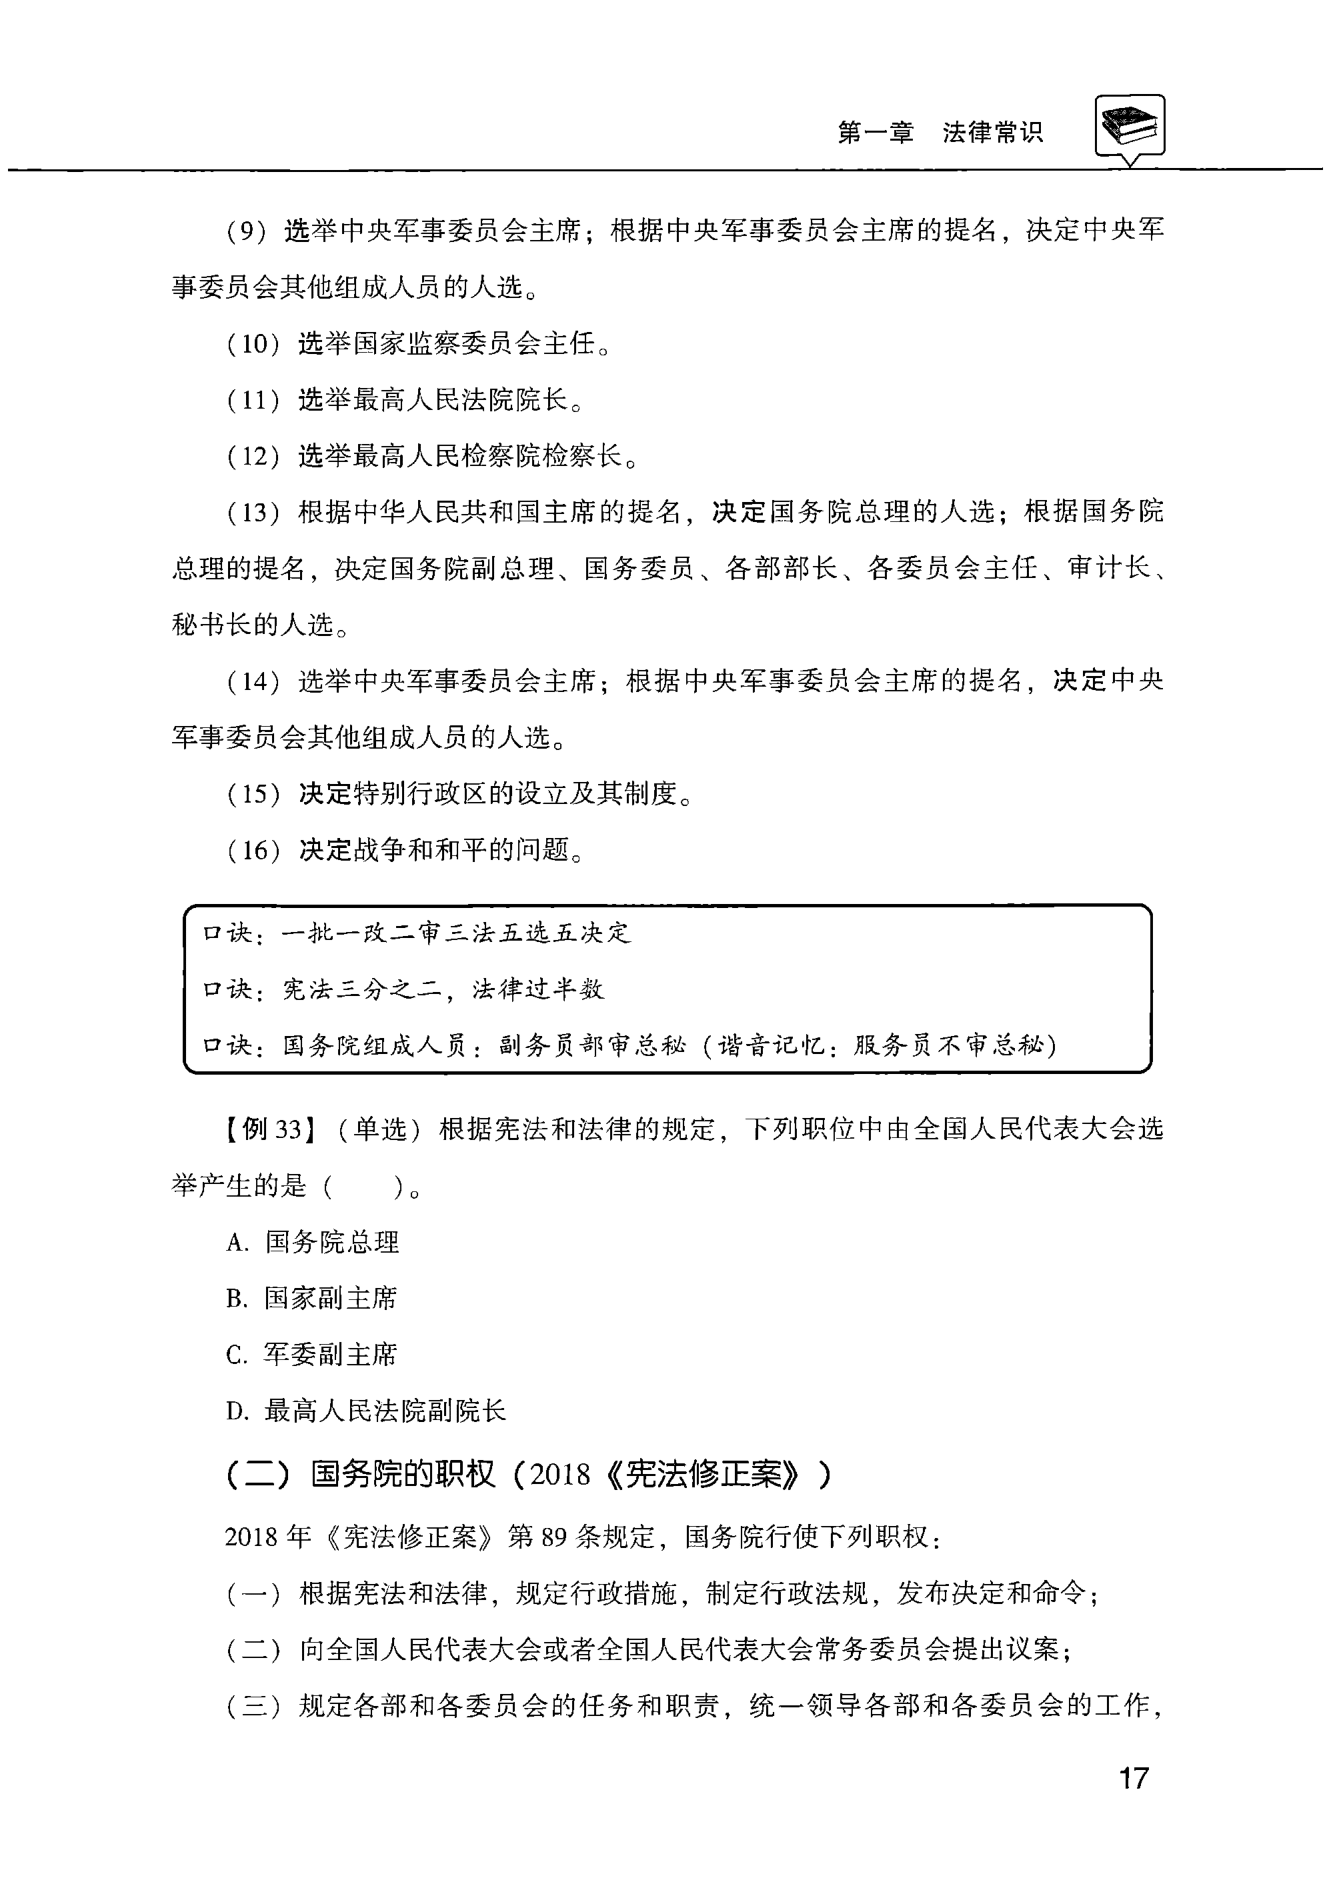 第一章　法律常识
（9）选举中央军事委员会主席；根据中央军事委员会主席的提名，决定中央军
事委员会其他组成人员的人选。
（10）选举国家监察委员会主任。
（11）选举最高人民法院院长。
（12）选举最高人民检察院检察长。
（13）根据中华人民共和国主席的提名，决定国务院总理的人选；根据国务院
总理的提名，决定国务院副总理、国务委员、各部部长、各委员会主任、审计长、
秘书长的人选。
（14）选举中央军事委员会主席；根据中央军事委员会主席的提名，决定中央
军事委员会其他组成人员的人选。
（15）决定特别行政区的设立及其制度。
（16）决定战争和和平的问题。
口诀：一批一改二审三法五选五决定
口诀：宪法三分之二，法律过半数
口诀：国务院组成人员：副务员部审总秘（谐音记忆：服务员不审总秘）
【例 33】（单选）根据宪法和法律的规定，下列职位中由全国人民代表大会选
举产生的是（　　）。
A. 国务院总理
B. 国家副主席
C. 军委副主席
D. 最高人民法院副院长
（二）国务院的职权（2018《宪法修正案》）
2018 年《宪法修正案》第 89 条规定，国务院行使下列职权：
（一）根据宪法和法律，规定行政措施，制定行政法规，发布决定和命令；
（二）向全国人民代表大会或者全国人民代表大会常务委员会提出议案；
（三）规定各部和各委员会的任务和职责，统一领导各部和各委员会的工作，
17